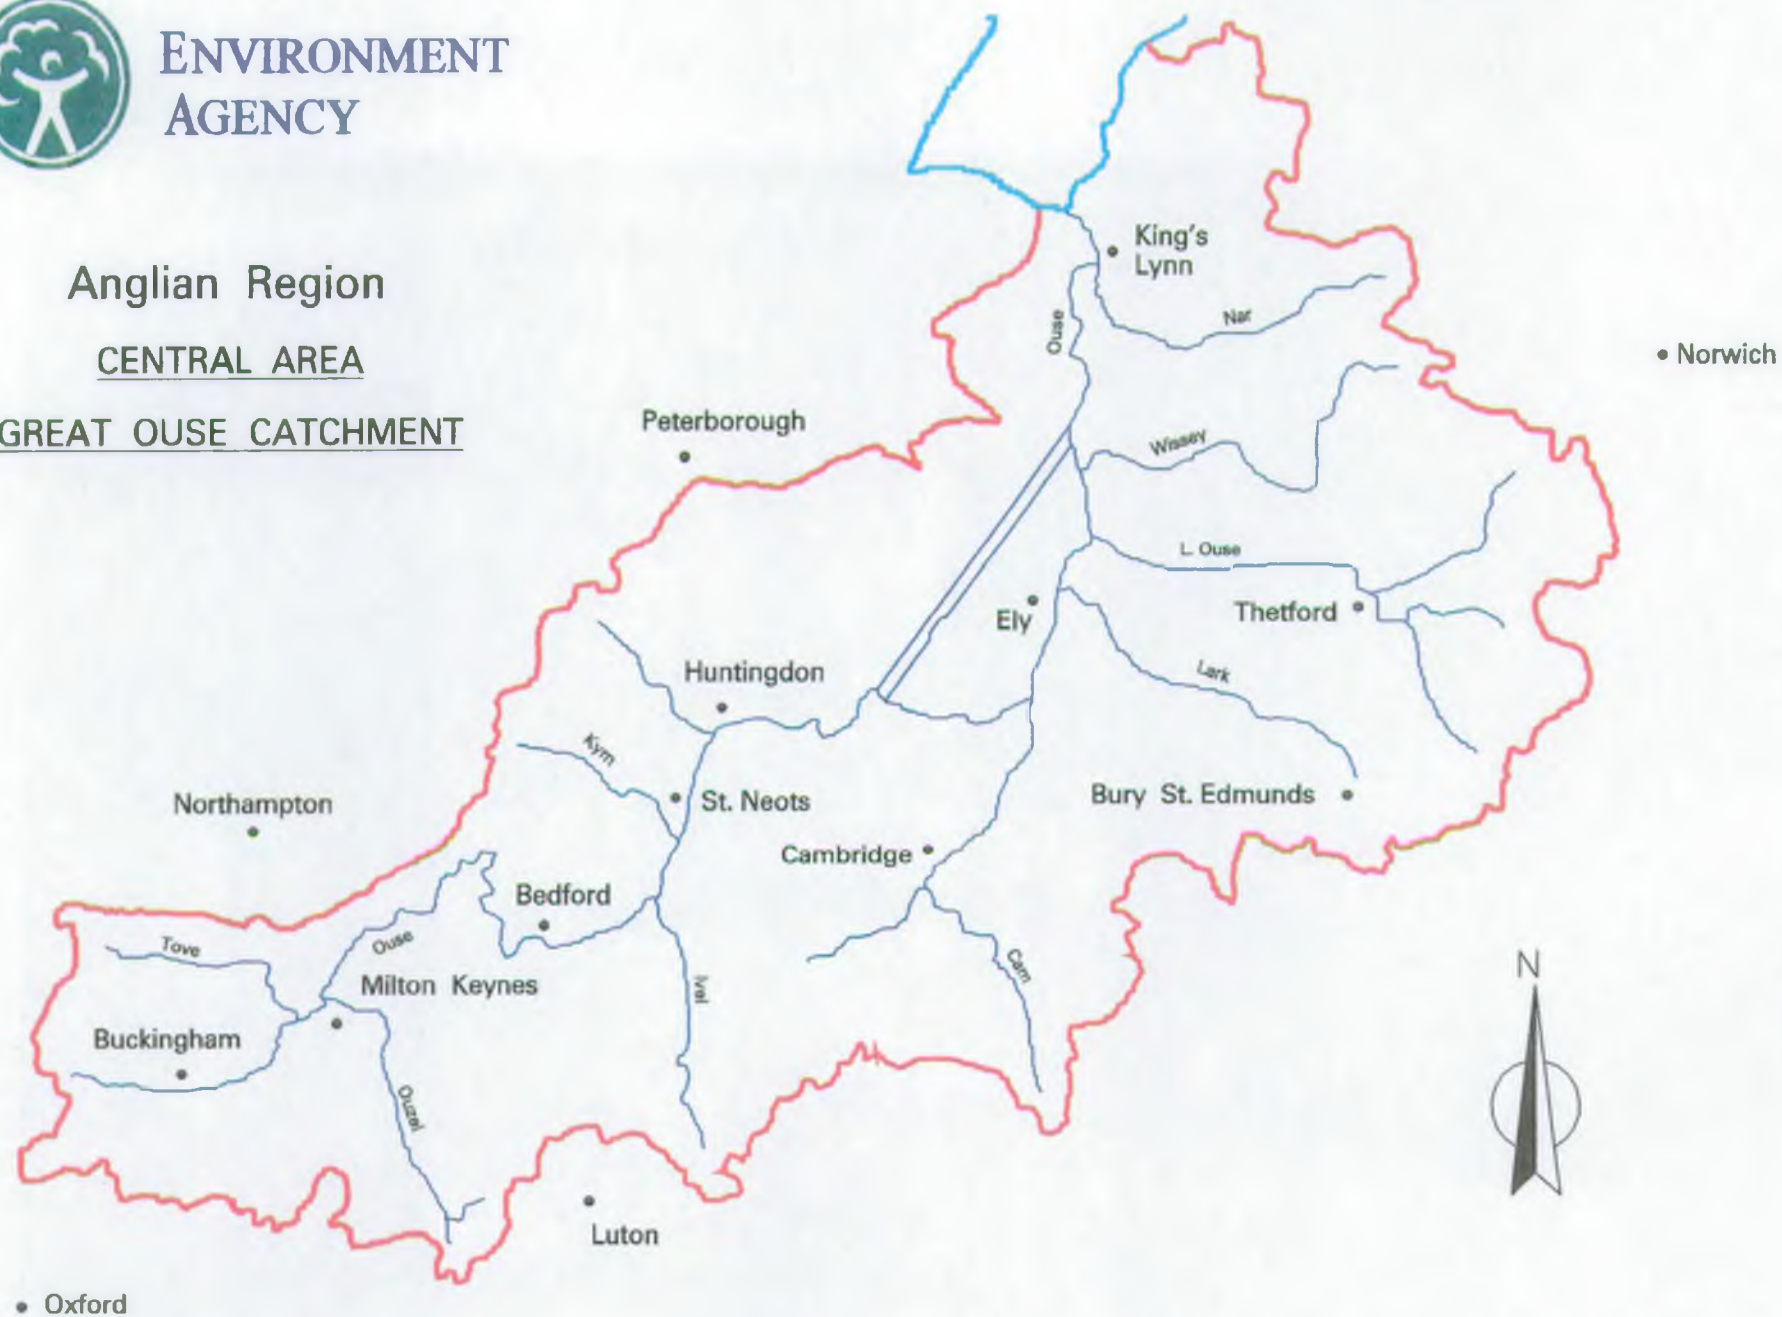 ENVIRONMENT
AGENCY
Anglian Region
CENTRAL AREA
GREAT OUSE CATCHMENT
King's
Lynn
Nar
Ouse
Norwich
Peterborough
Wissey
L. Ouse
Ely
Thetford
Huntingdon
Lark
Kym
Northampton
St. Neots
Bury St. Edmunds
Cambridge
Bedford
Tove
Ouse
Milton Keynes
Ivel
Cam
N
Buckingham
Ouzel
Luton
Oxford